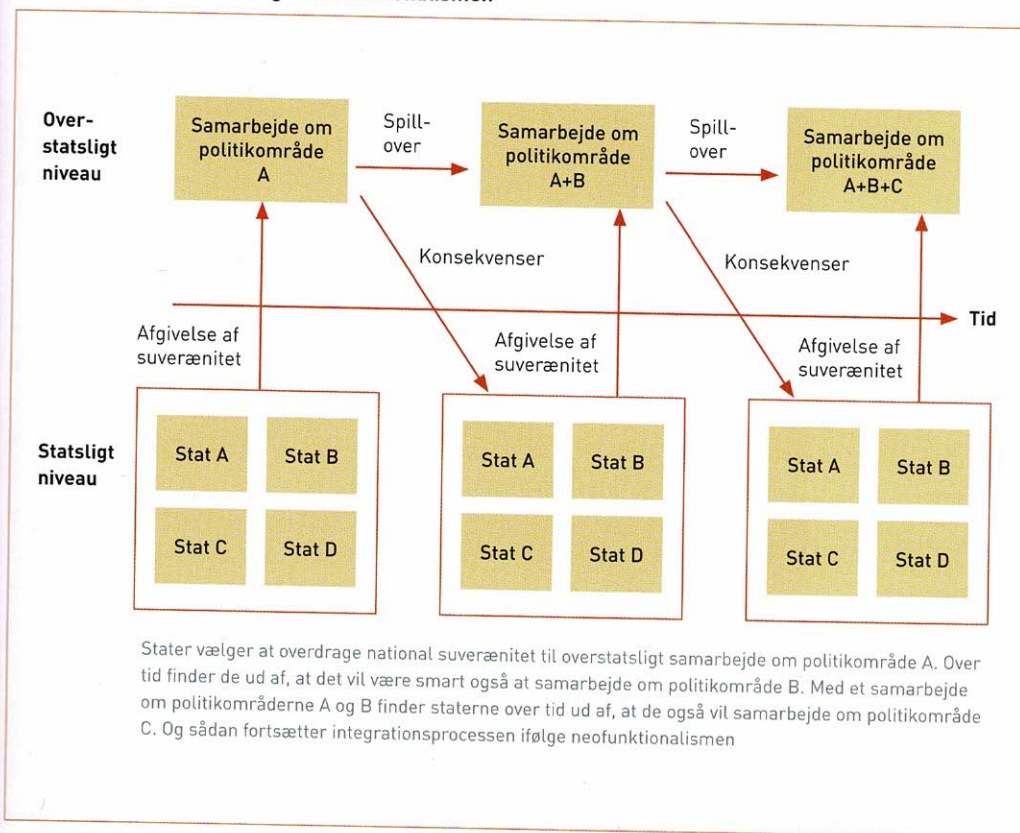 Over-
statsligt
niveau
Samarbejde om
politikområde
A
Spill-
over
Samarbejde om
politikområde
A+B
Spill-
over
Samarbejde om
politikområde
A+B+C
Konsekvenser
Konsekvenser
Tid
Afgivelse af
suverænitet
Afgivelse af
suverænitet
Afgivelse af
suverænitet
Statsligt
niveau
Stat A
Stat B
Stat C
Stat D
Stat A
Stat B
Stat C
Stat D
Stat A
Stat B
Stat C
Stat D
Stater vælger at overdrage national suverænitet til overstatsligt samarbejde om politikområde A. Over
tid finder de ud af, at det vil være smart også at samarbejde om politikområde B. Med et samarbejde
om politikområderne A og B finder staterne over tid ud af, at de også vil samarbejde om politikområde
C. Og sådan fortsætter integrationsprocessen ifølge neofunktionalismen